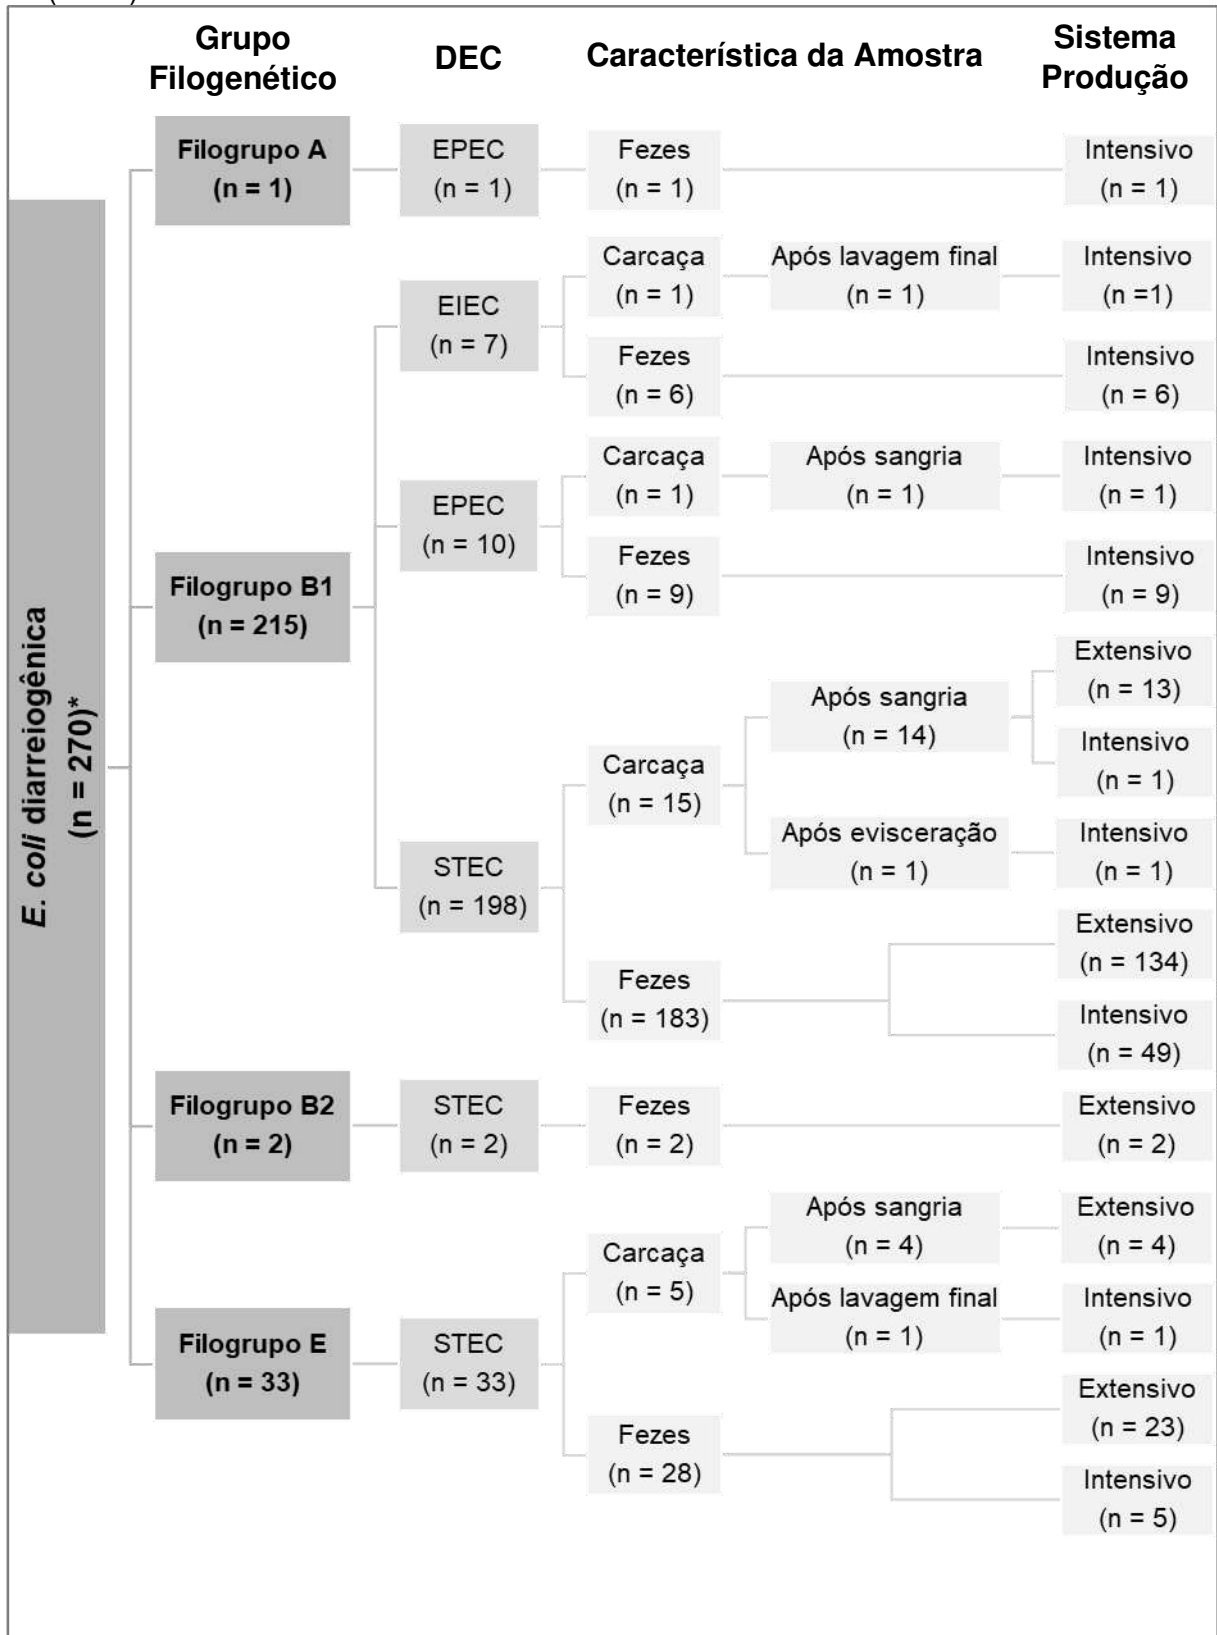 Grupo
Filogenético
DEC
Característica da Amostra
Sistema
Produção
E. coli diarreiogênica
(n = 270)*
Filogrupo A
(n = 1)
EPEC
(n = 1)
Fezes
(n = 1)
Intensivo
(n = 1)
Filogrupo B1
(n = 215)
EIEC
(n = 7)
Carcaça
(n = 1)
Após lavagem final
(n = 1)
Intensivo
(n =1)
Fezes
(n = 6)
Intensivo
(n = 6)
EPEC
(n = 10)
Carcaça
(n = 1)
Após sangria
(n = 1)
Intensivo
(n = 1)
Fezes
(n = 9)
Intensivo
(n = 9)
STEC
(n = 198)
Carcaça
(n = 15)
Após sangria
(n = 14)
Extensivo
(n = 13)
Intensivo
(n = 1)
Após evisceração
(n = 1)
Intensivo
(n = 1)
Fezes
(n = 183)
Extensivo
(n = 134)
Intensivo
(n = 49)
Filogrupo B2
(n = 2)
STEC
(n = 2)
Fezes
(n = 2)
Extensivo
(n = 2)
Filogrupo E
(n = 33)
STEC
(n = 33)
Carcaça
(n = 5)
Após sangria
(n = 4)
Extensivo
(n = 4)
Após lavagem final
(n = 1)
Intensivo
(n = 1)
Fezes
(n = 28)
Extensivo
(n = 23)
Intensivo
(n = 5)